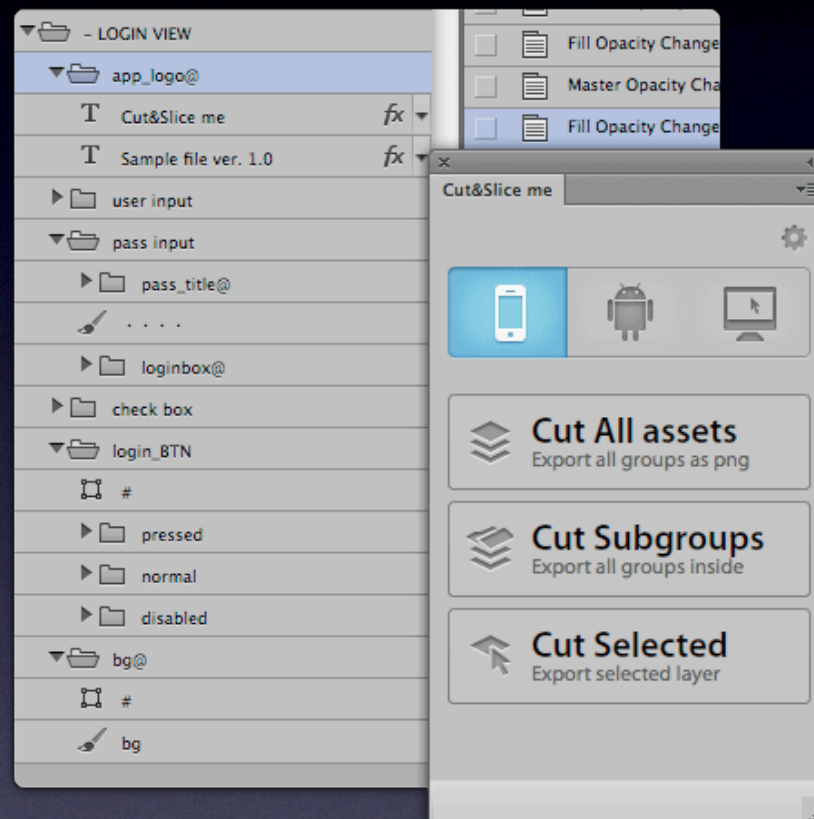 – LOGIN VIEW
app_logo@
Cut&Slice me
fx
Sample file ver. 1.0
fx
user input
pass input
pass_title@
. . . .
loginbox@
check box
login_BTN
#
pressed
normal
disabled
bg@
#
bg
Fill Opacity Change
Master Opacity Cha
Fill Opacity Change
Cut&Slice me
Cut All assets
Export all groups as png
Cut Subgroups
Export all groups inside
Cut Selected
Export selected layer